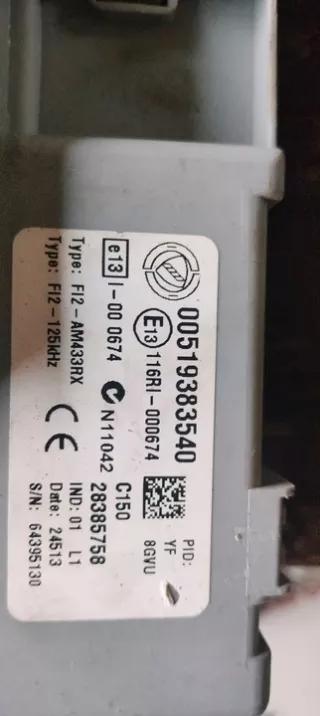 00519383540
E13 116RI-000674
e13 I-00 0674
N11042
Type: FI2-AM433RX
Type: FI2-125kHz
CE
PID:
YF
8GVU
C150
28385758
IND: 01 L1
Date: 24513
S/N: 64395130